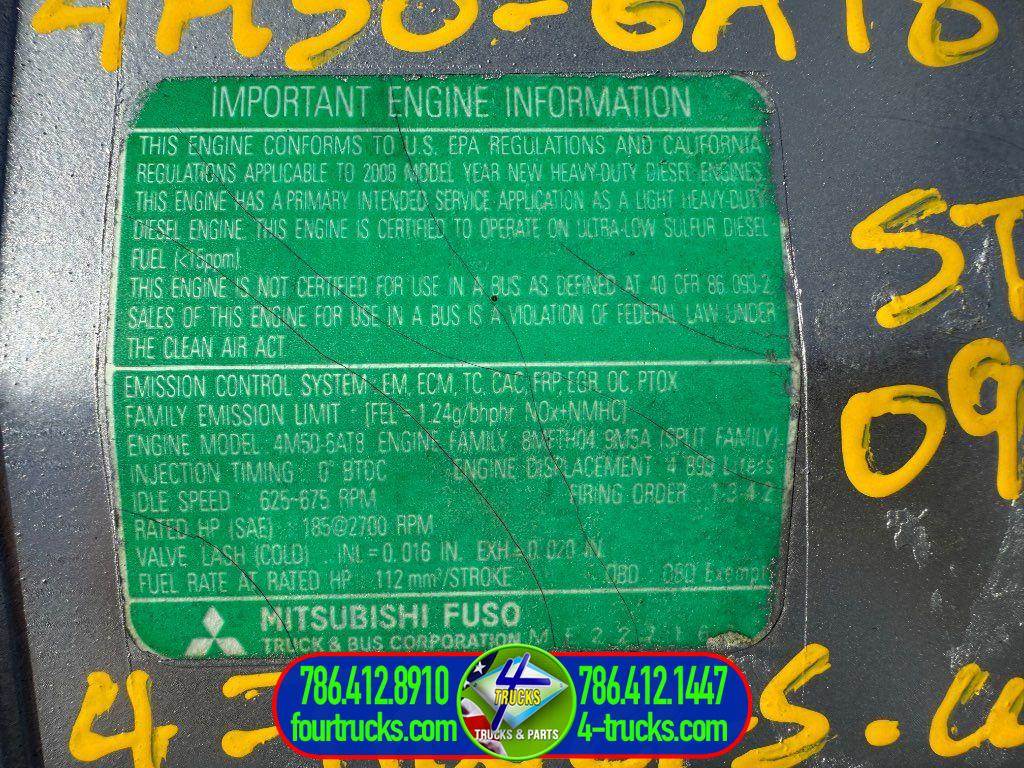 4M50-6AT8
IMPORTANT ENGINE INFORMATION
THIS ENGINE CONFORMS TO U.S. EPA REGULATIONS AND CALIFORNIA
REGULATIONS APPLICABLE TO 2008 MODEL YEAR NEW HEAVY-DUTY DIESEL ENGINES
THIS ENGINE HAS A PRIMARY INTENDED SERVICE APPLICATION AS A LIGHT HEAVY-DUTY
DIESEL ENGINE. THIS ENGINE IS CERTIFIED TO OPERATE ON ULTRA-LOW SULFUR DIESEL
FUEL (<15ppm)
THIS ENGINE IS NOT CERTIFIED FOR USE IN A BUS AS DEFINED AT 40 CFR 86.093-2
SALES OF THIS ENGINE FOR USE IN A BUS IS A VIOLATION OF FEDERAL LAW UNDER
THE CLEAN AIR ACT
ST
09
EMISSION CONTROL SYSTEM: EM, ECM, TC, CAC, FRP EGR, OC, PTOX
FAMILY EMISSION LIMIT : [FEL = 1.24g/bhphr NOx+NMHC]
ENGINE MODEL: 4M50-6AT8 ENGINE FAMILY: 8MFTH04.9M5A (SPLIT FAMILY)
INJECTION TIMING : 0° BTDC ENGINE DISPLACEMENT : 4.899 Liters
IDLE SPEED : 625-675 RPM FIRING ORDER : 1-3-4-2
RATED HP (SAE) : 185@2700 RPM
VALVE LASH (COLD) : INL=0.016 IN. EXH=0.020 IN.
FUEL RATE AT RATED HP : 112 mm³/STROKE OBD : OBD Exempt
MITSUBISHI FUSO
TRUCK & BUS CORPORATION
786.412.8910 4 TRUCKS 786.412.1447
fourtrucks.com TRUCKS & PARTS 4-trucks.com